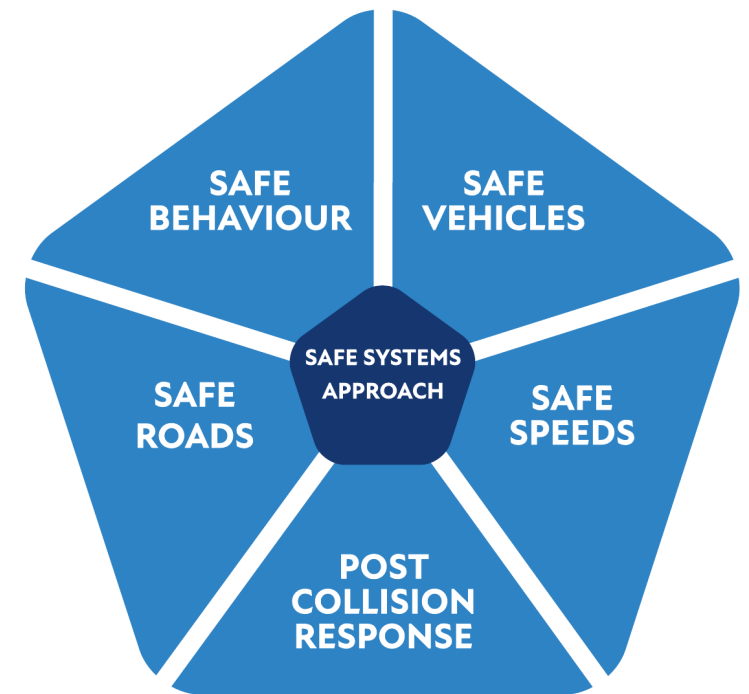 SAFE
BEHAVIOUR
SAFE
VEHICLES
SAFE SYSTEMS
APPROACH
SAFE
ROADS
SAFE
SPEEDS
POST
COLLISION
RESPONSE